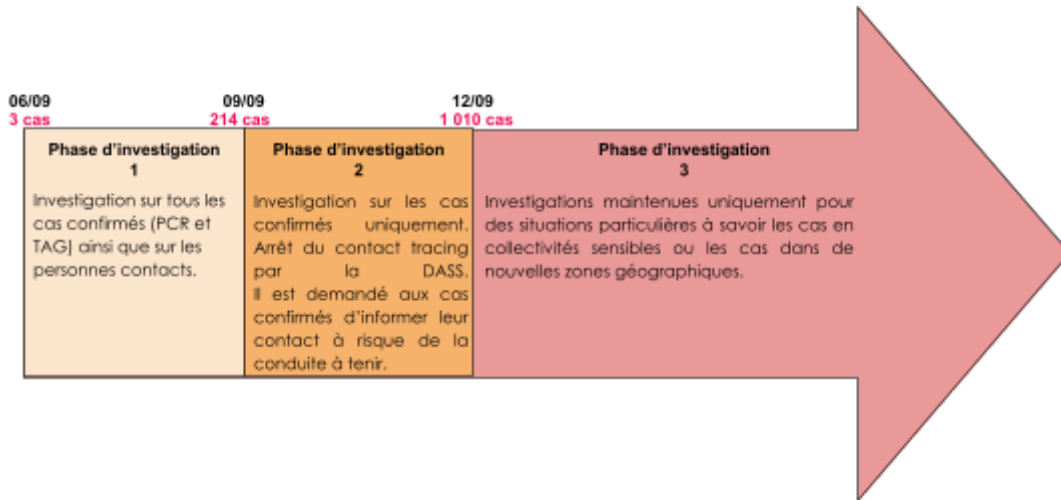 06/09
3 cas
09/09
214 cas
12/09
1 010 cas
Phase d'investigation
1
Investigation sur tous les
cas confirmés (PCR et
TAG) ainsi que sur les
personnes contacts.
Phase d'investigation
2
Investigation sur les cas
confirmés uniquement.
Arrêt du contact tracing
par la DASS.
Il est demandé aux cas
confirmés d'informer leur
contact à risque de la
conduite à tenir.
Phase d'investigation
3
Investigations maintenues uniquement pour
des situations particulières à savoir les cas en
collectivités sensibles ou les cas dans de
nouvelles zones géographiques.